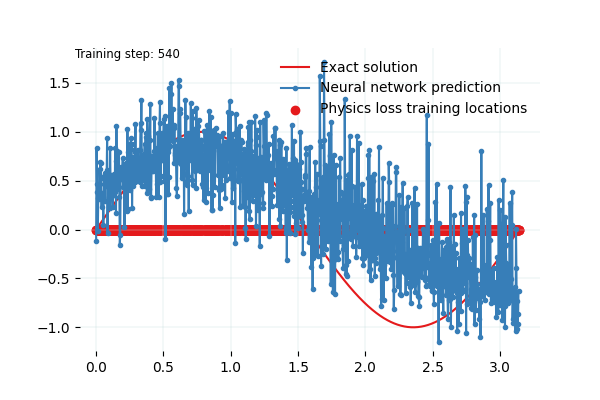 Training step: 540
Exact solution
Neural network prediction
Physics loss training locations
1.5
1.0
0.5
0.0
−0.5
−1.0
0.0 0.5 1.0 1.5 2.0 2.5 3.0